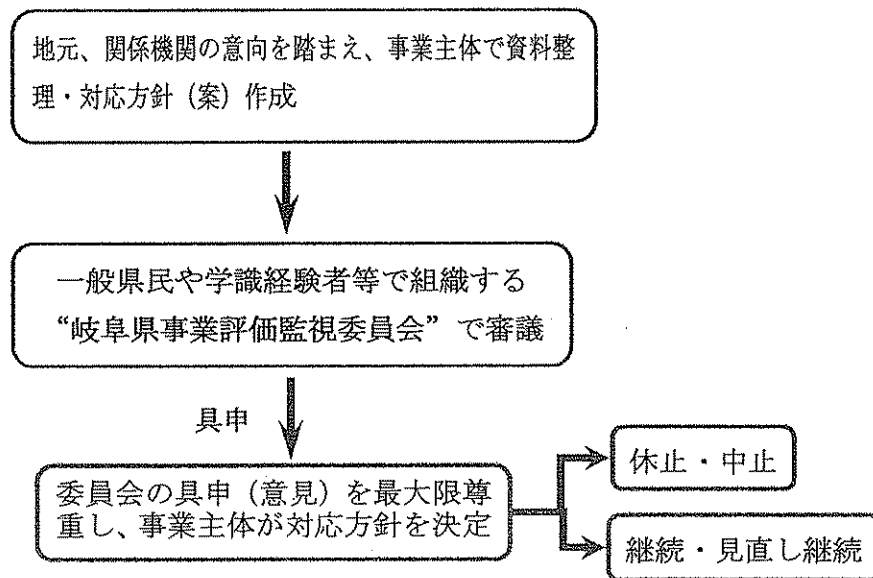 地元、関係機関の意向を踏まえ、事業主体で資料整
理・対応方針（案）作成
一般県民や学識経験者等で組織する
“岐阜県事業評価監視委員会”で審議
具申
委員会の具申（意見）を最大限尊
重し、事業主体が対応方針を決定
休止・中止
継続・見直し継続